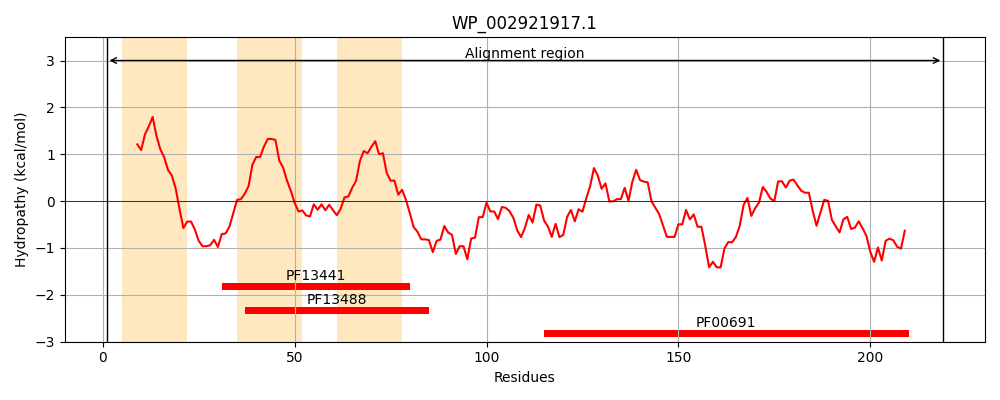 WP_002921917.1
Alignment region
Hydropathy (kcal/mol)
3
2
1
0
−1
−2
−3
PF13441
PF13488
PF00691
0
50
100
150
200
Residues